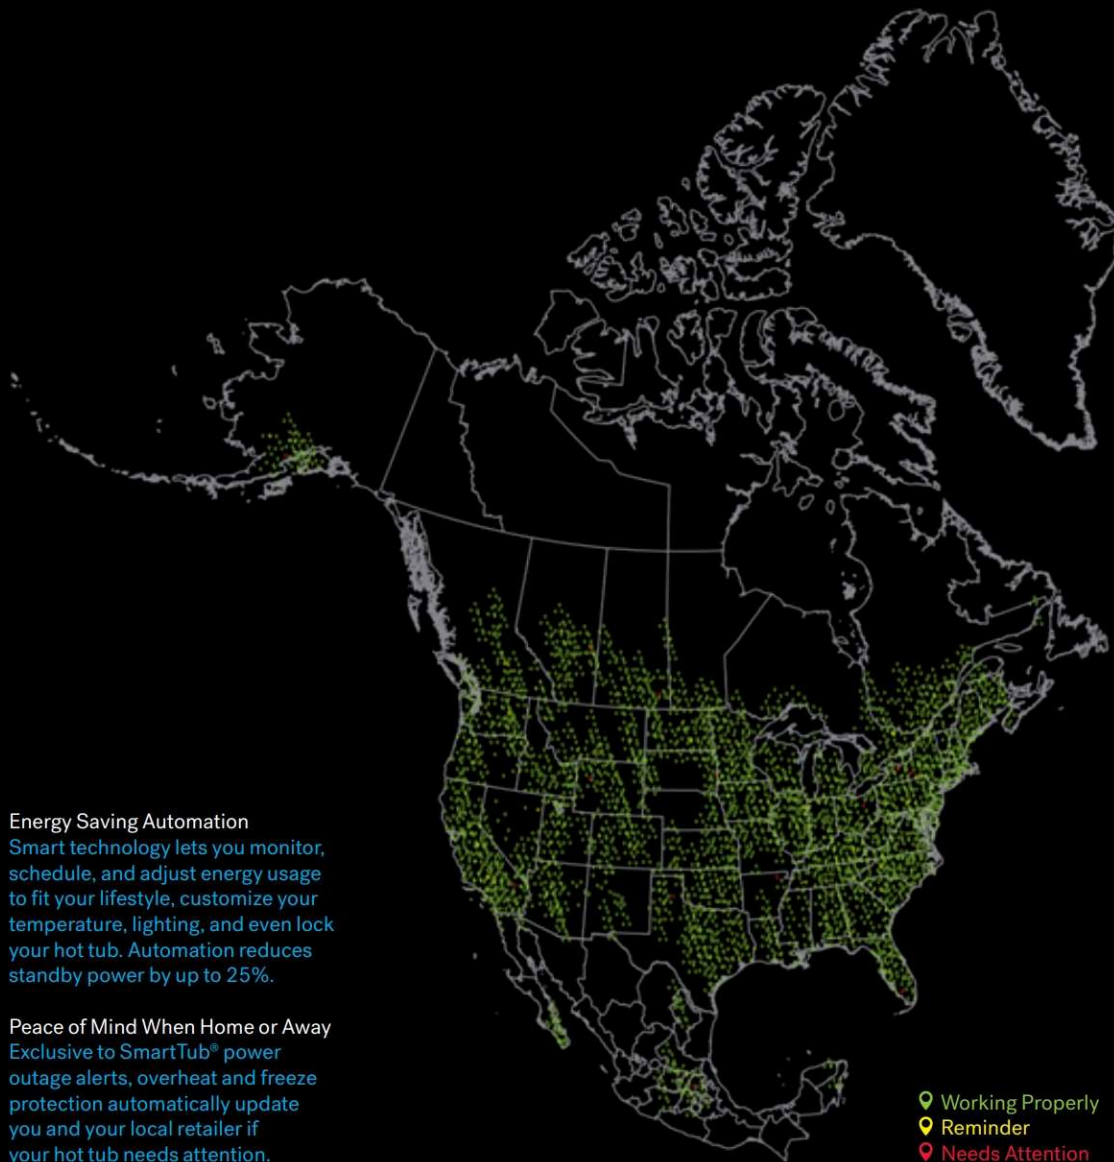 Energy Saving Automation
Smart technology lets you monitor,
schedule, and adjust energy usage
to fit your lifestyle, customize your
temperature, lighting, and even lock
your hot tub. Automation reduces
standby power by up to 25%.
Peace of Mind When Home or Away
Exclusive to SmartTub® power
outage alerts, overheat and freeze
protection automatically update
you and your local retailer if
your hot tub needs attention.
Working Properly
Reminder
Needs Attention